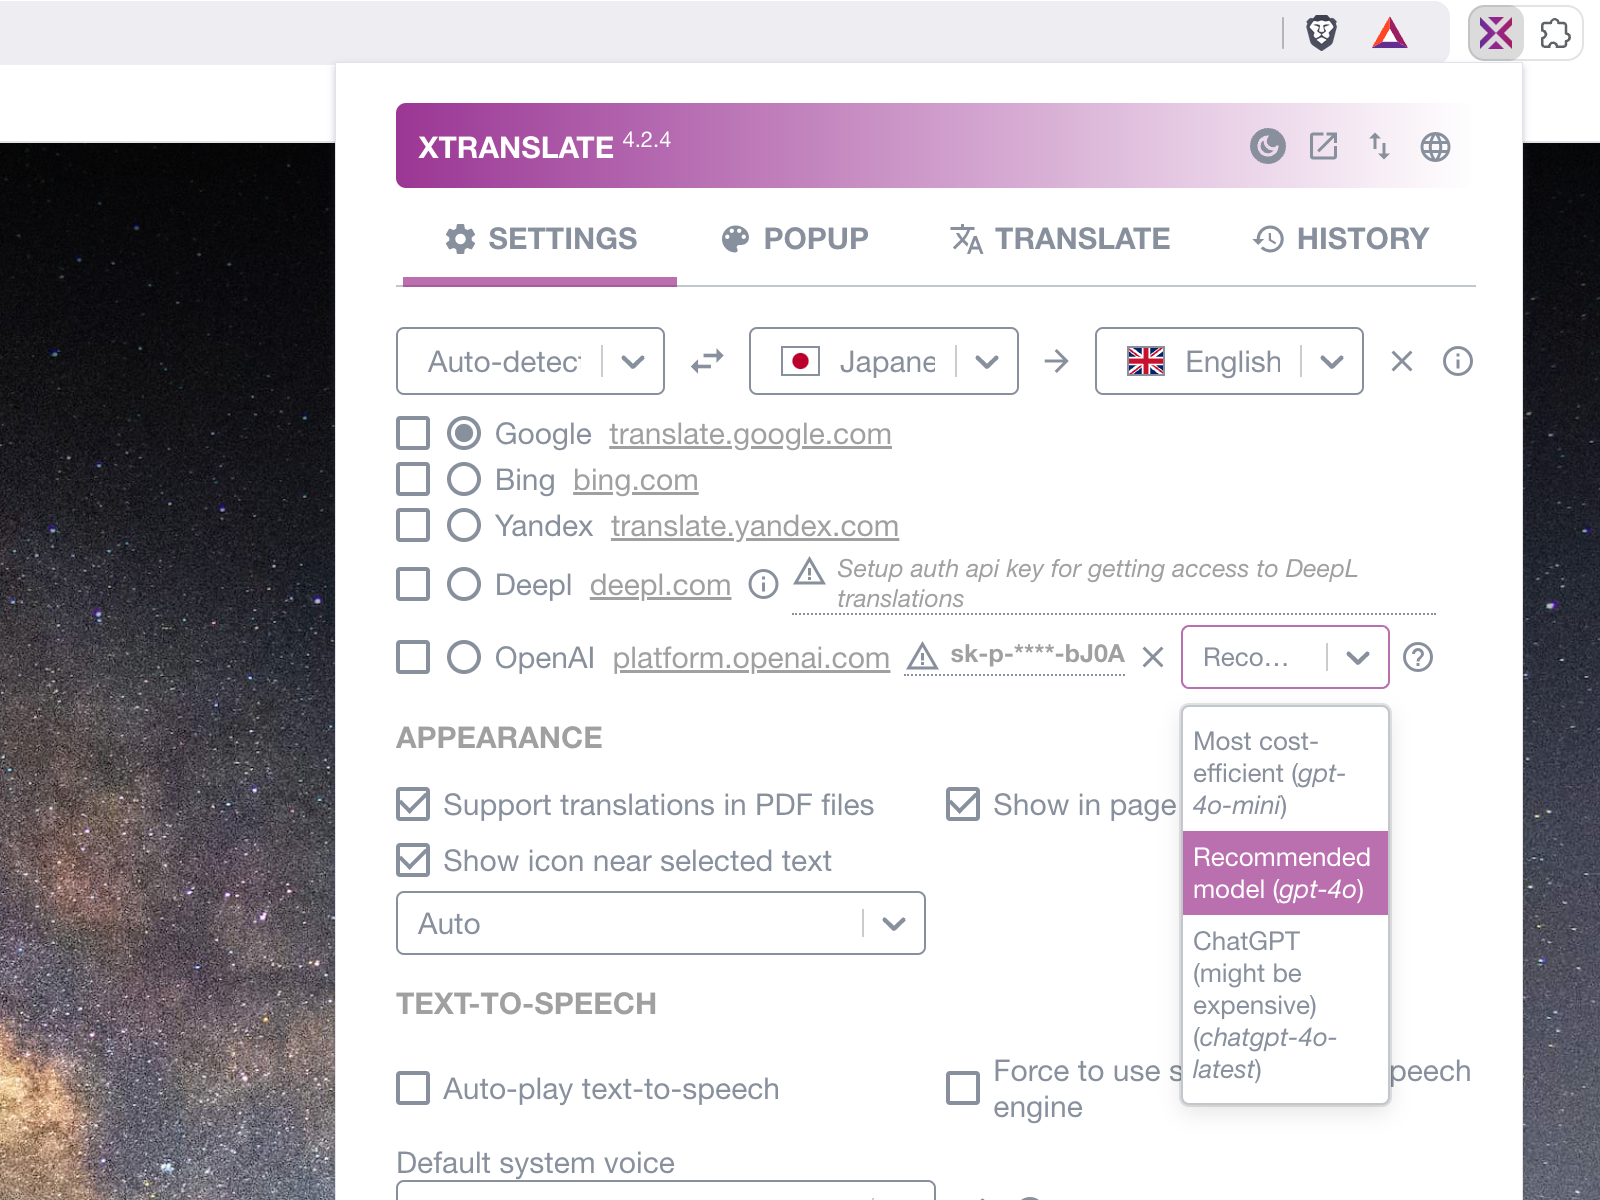 XTRANSLATE 4.2.4
SETTINGS POPUP TRANSLATE HISTORY
Auto-detect Japane English
Google translate.google.com
Bing bing.com
Yandex translate.yandex.com
Deepl deepl.com Setup auth api key for getting access to DeepL
translations
OpenAI platform.openai.com sk-p-****-bJ0A Reco...
APPEARANCE
Support translations in PDF files Show in page
Show icon near selected text
Auto
Most cost-
efficient (gpt-
4o-mini)
Recommended
model (gpt-4o)
ChatGPT
(might be
expensive)
(chatgpt-4o-
latest)
TEXT-TO-SPEECH
Auto-play text-to-speech Force to use s peech
engine
Default system voice